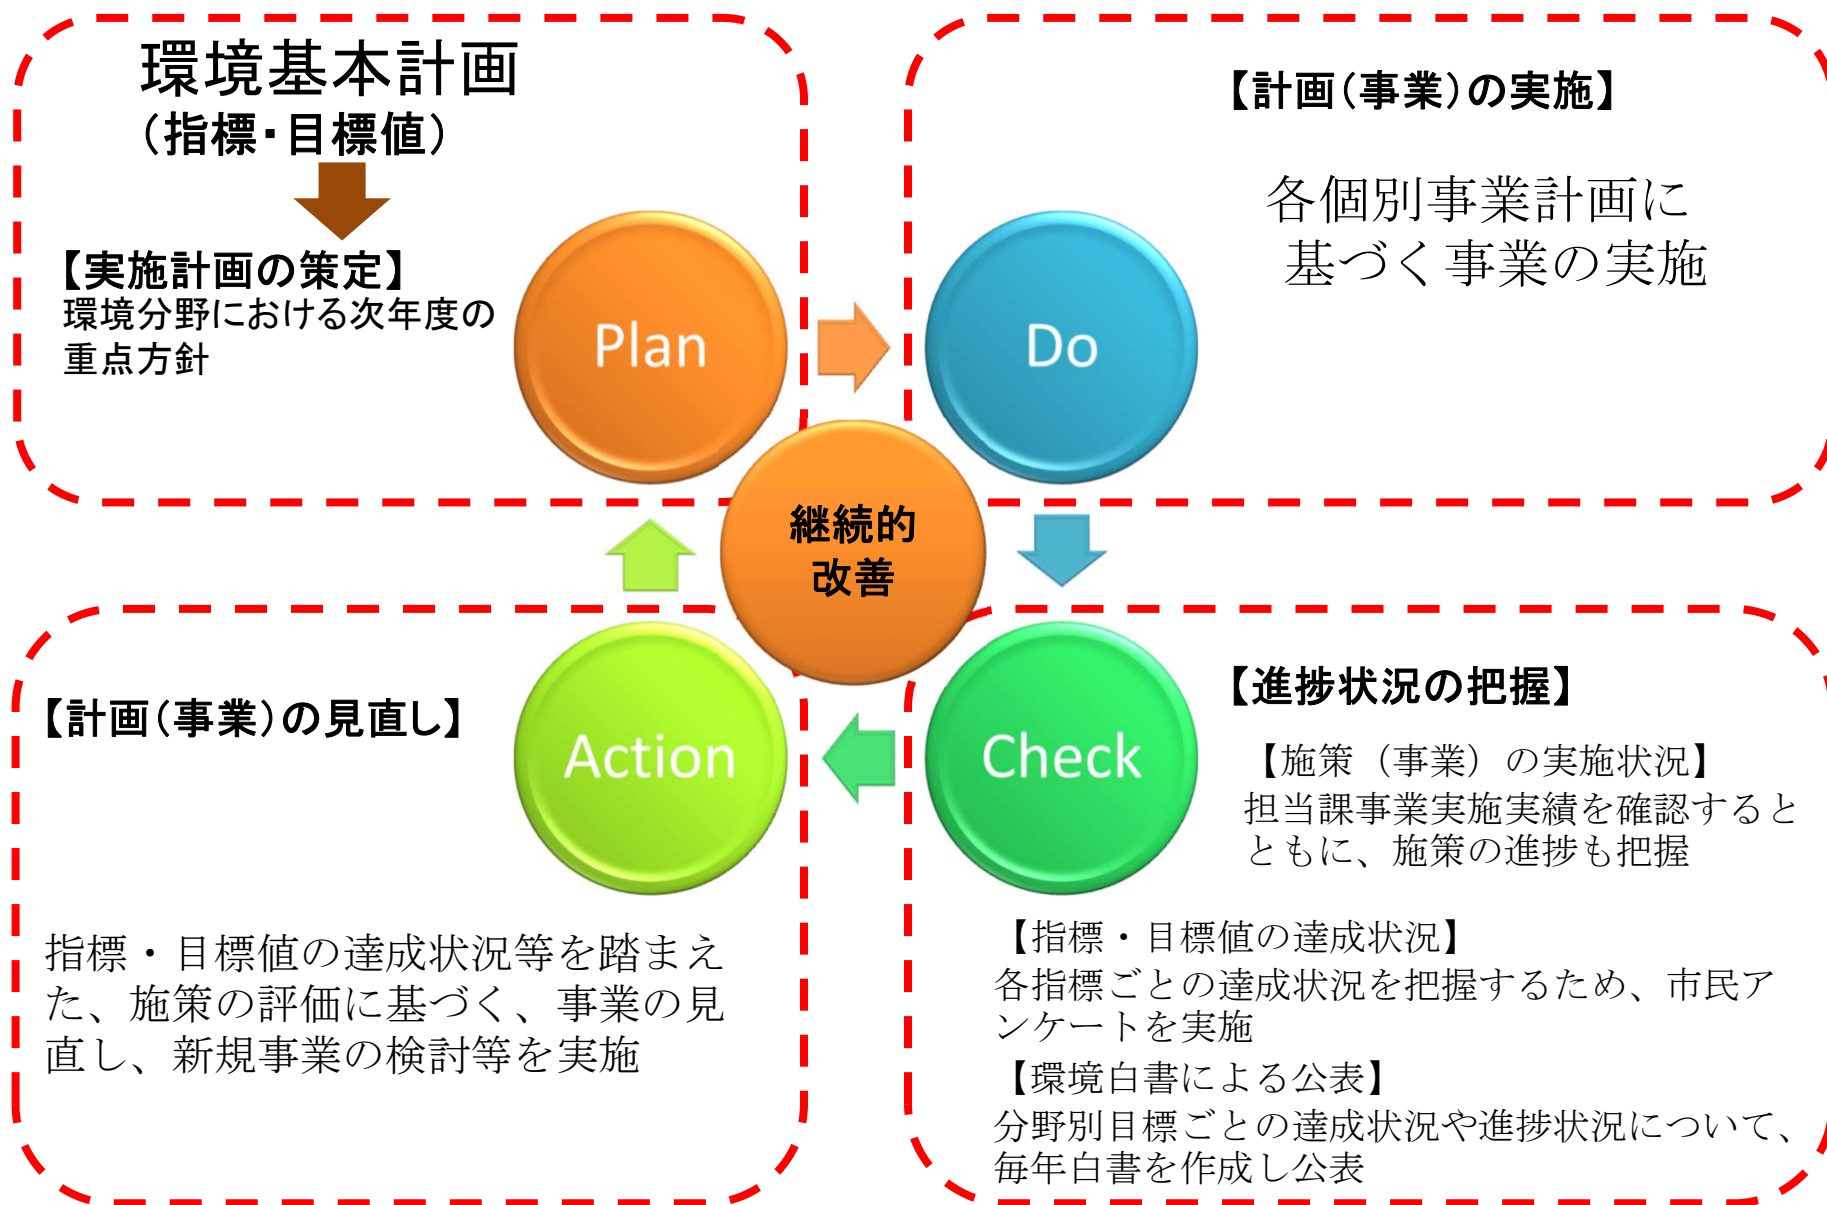 環境基本計画
（指標・目標値）
【実施計画の策定】
環境分野における次年度の
重点方針
Plan
【計画（事業）の実施】
各個別事業計画に
基づく事業の実施
Do
継続的
改善
【計画（事業）の見直し】
Action
指標・目標値の達成状況等を踏まえ
た、施策の評価に基づく、事業の見
直し、新規事業の検討等を実施
Check
【進捗状況の把握】
【施策（事業）の実施状況】
担当課事業実施実績を確認すると
ともに、施策の進捗も把握
【指標・目標値の達成状況】
各指標ごとの達成状況を把握するため、市民ア
ンケートを実施
【環境白書による公表】
分野別目標ごとの達成状況や進捗状況について、
毎年白書を作成し公表